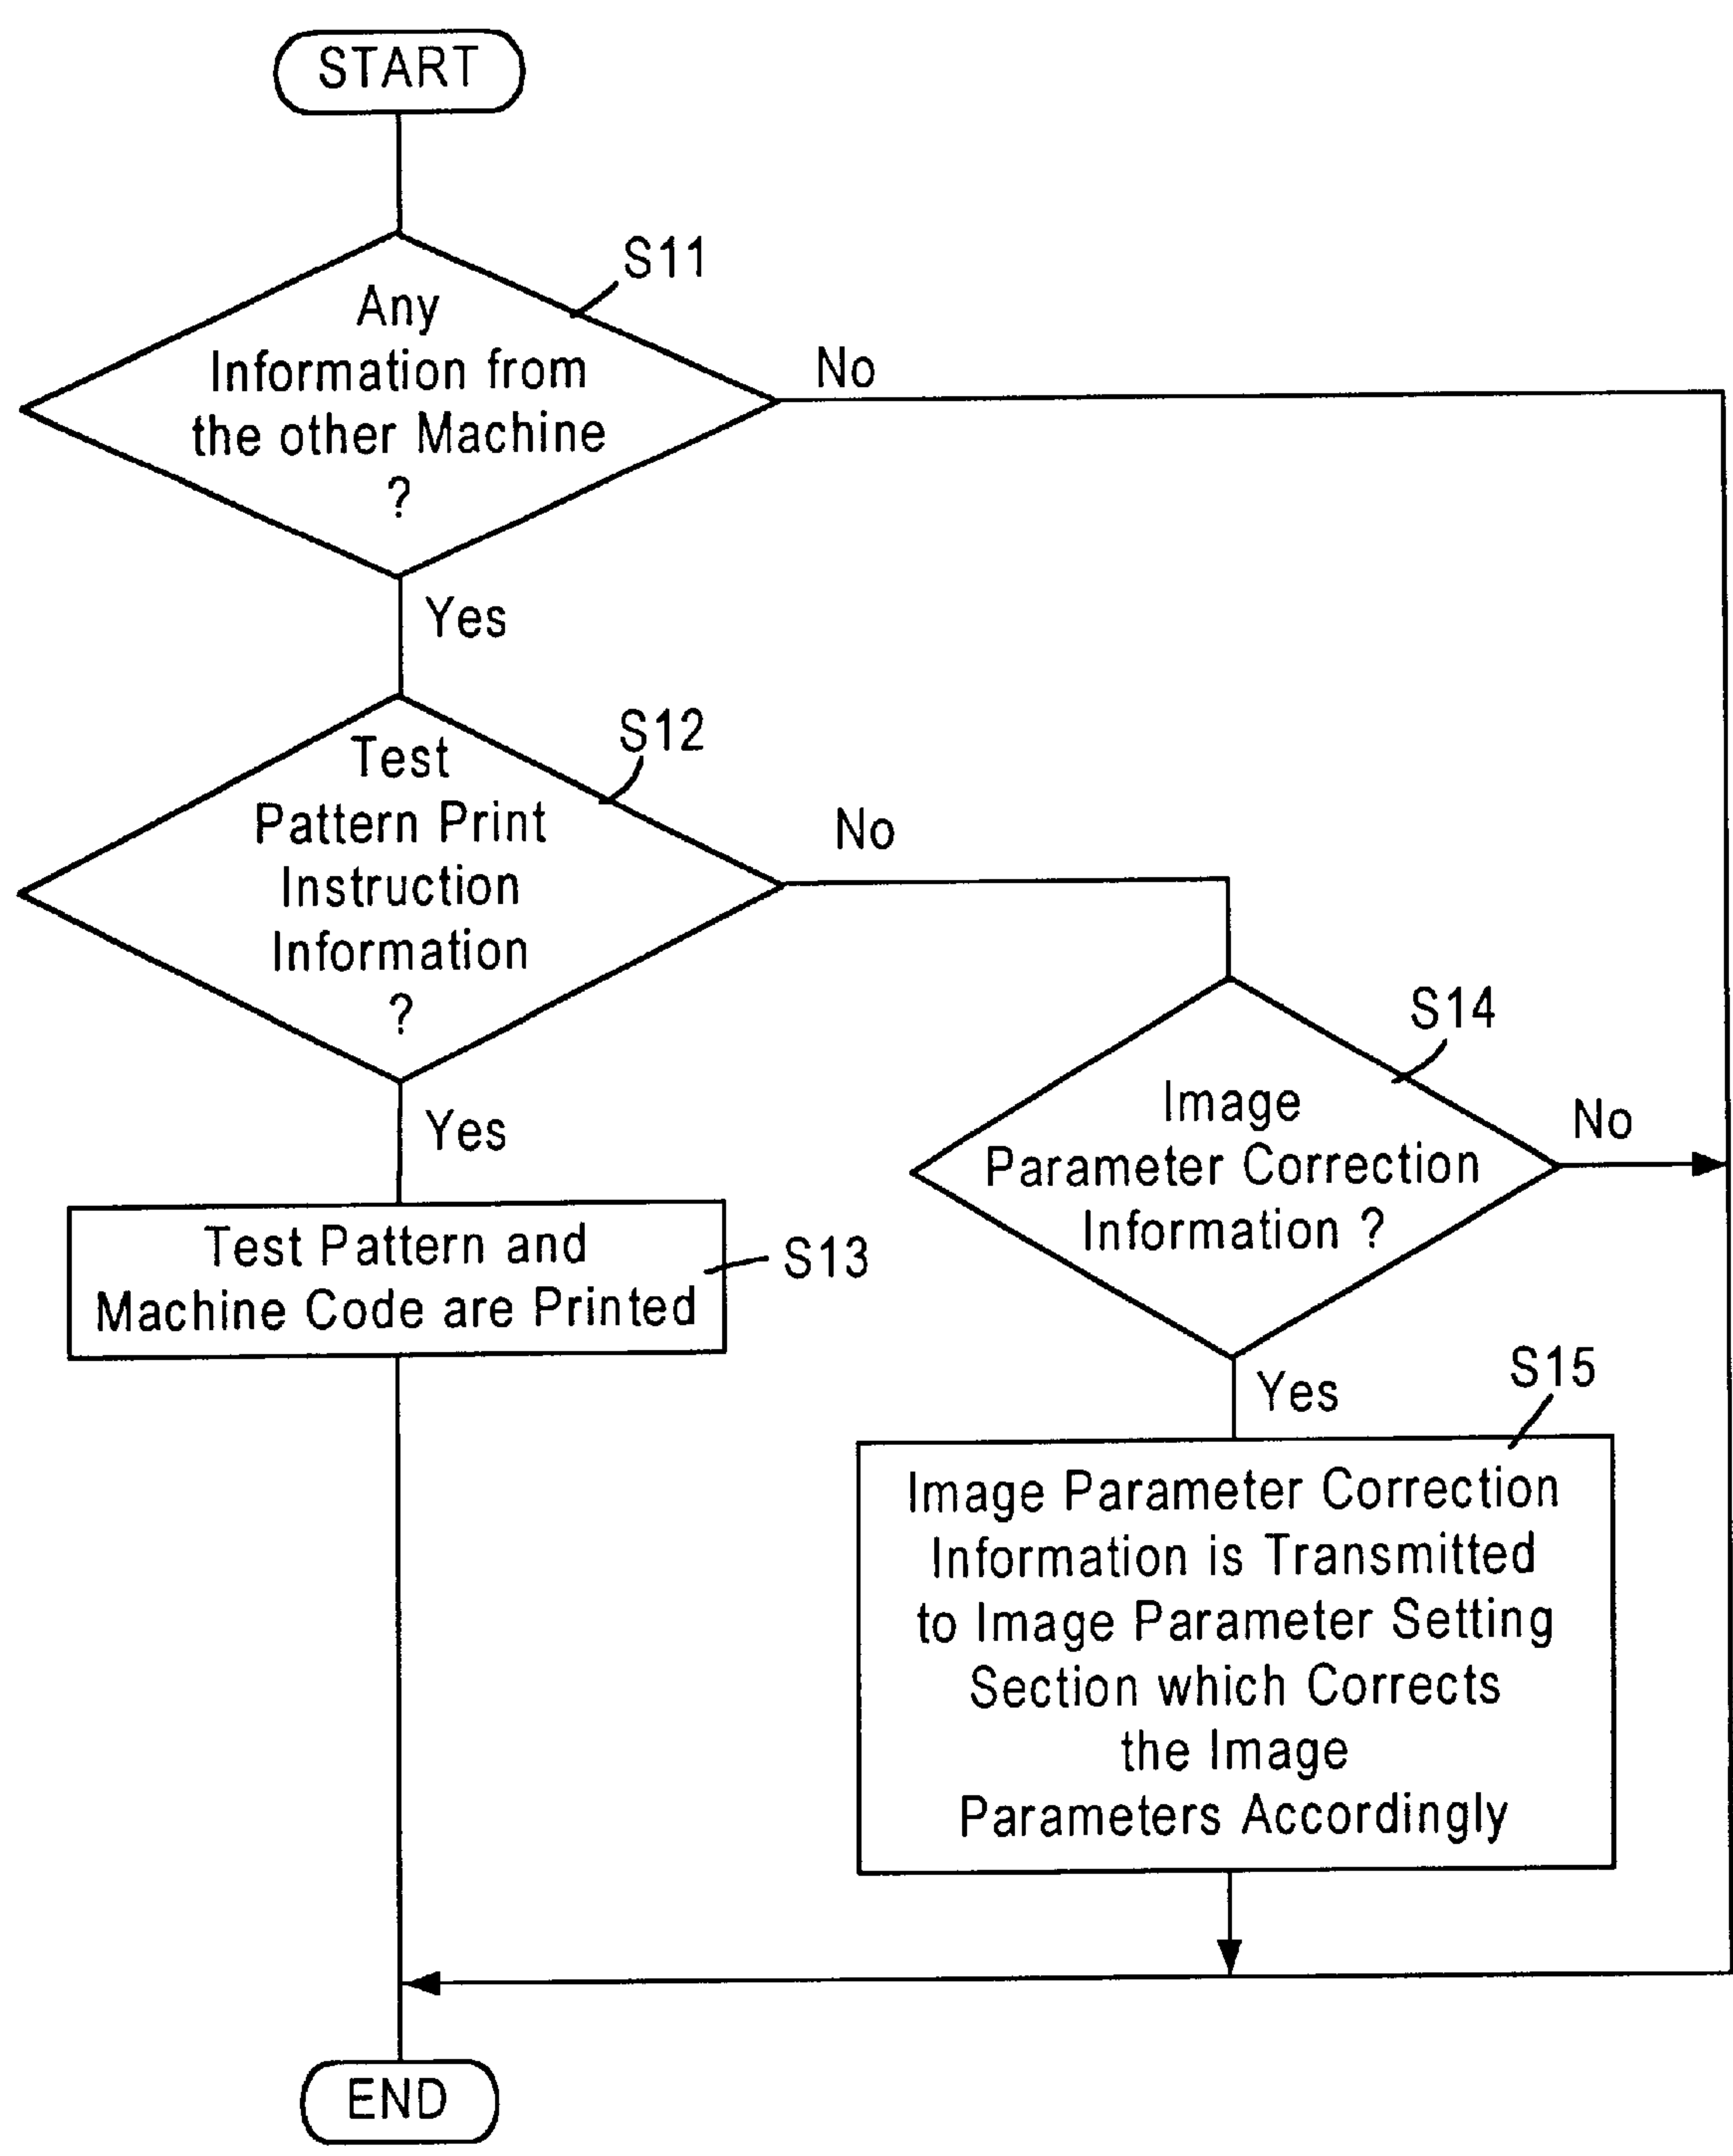 START
S11
Any
Information from
the other Machine
?
No
Yes
S12
Test
Pattern Print
Instruction
Information
?
No
Yes
S14
Image
Parameter Correction
Information ?
No
Test Pattern and
Machine Code are Printed
S13
Yes
S15
Image Parameter Correction
Information is Transmitted
to Image Parameter Setting
Section which Corrects
the Image
Parameters Accordingly
END